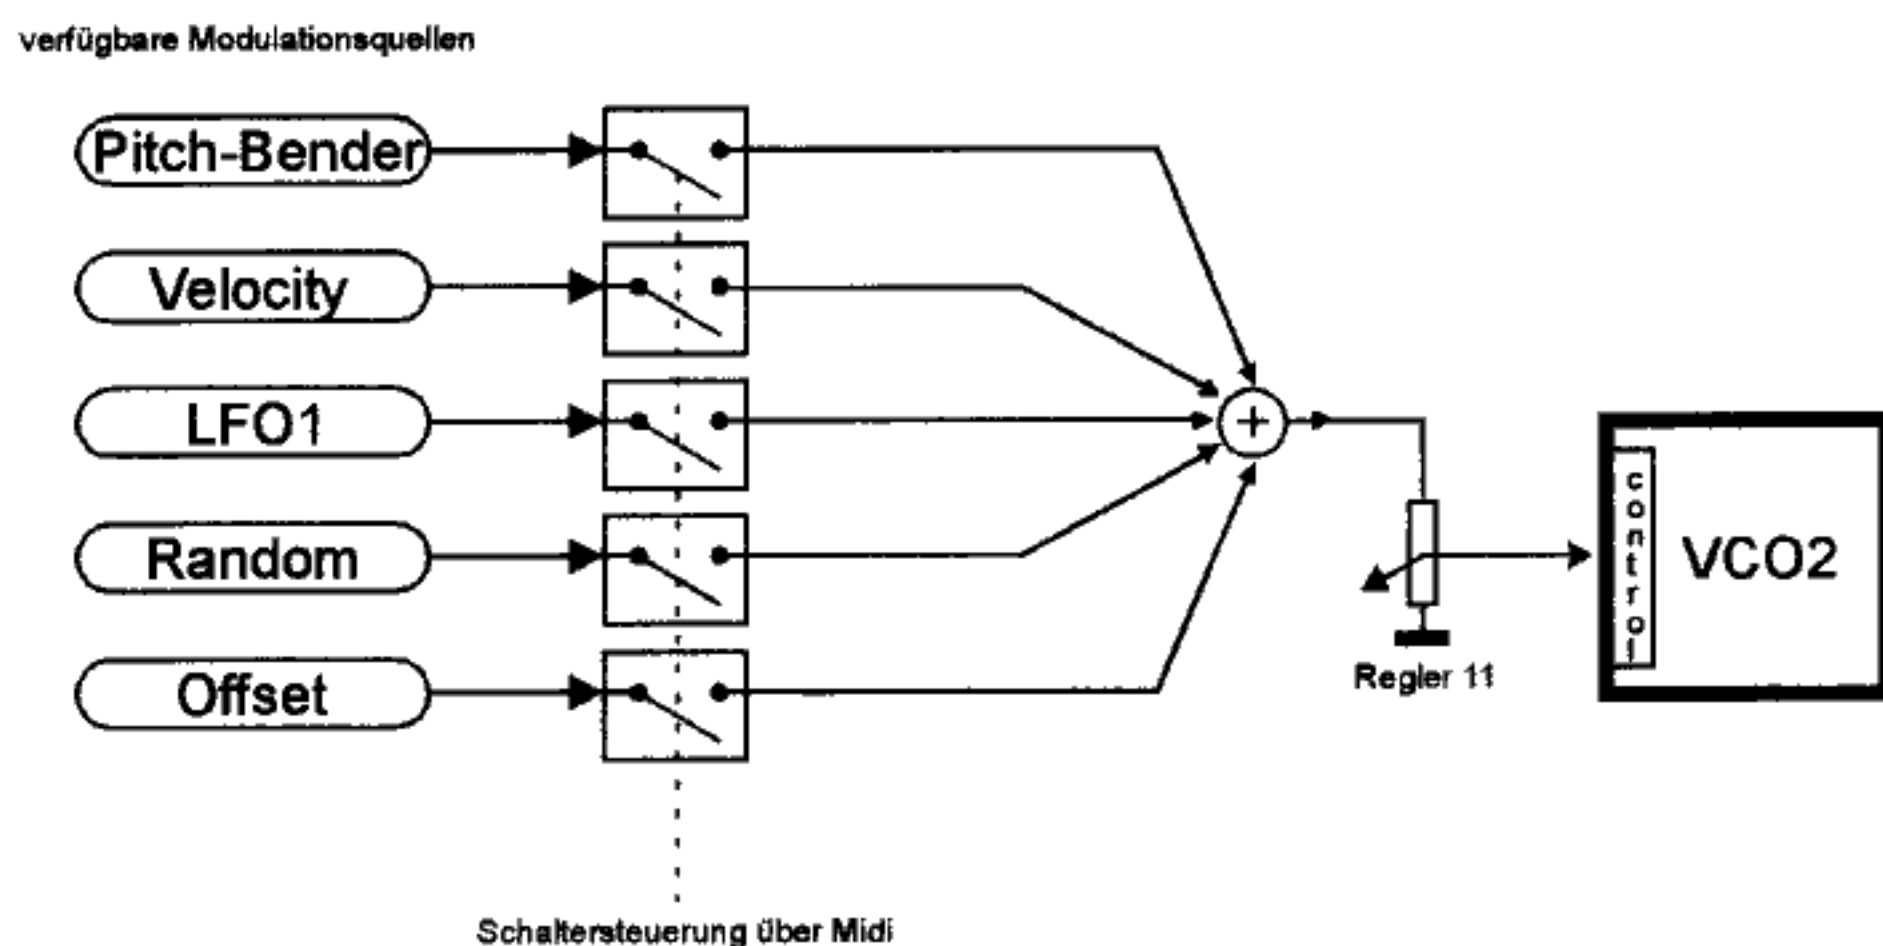 verfügbare Modulationsquellen
Pitch-Bender
Velocity
LFO1
Random
Offset
+
control
VCO2
Regler 11
Schaltersteuerung über Midi